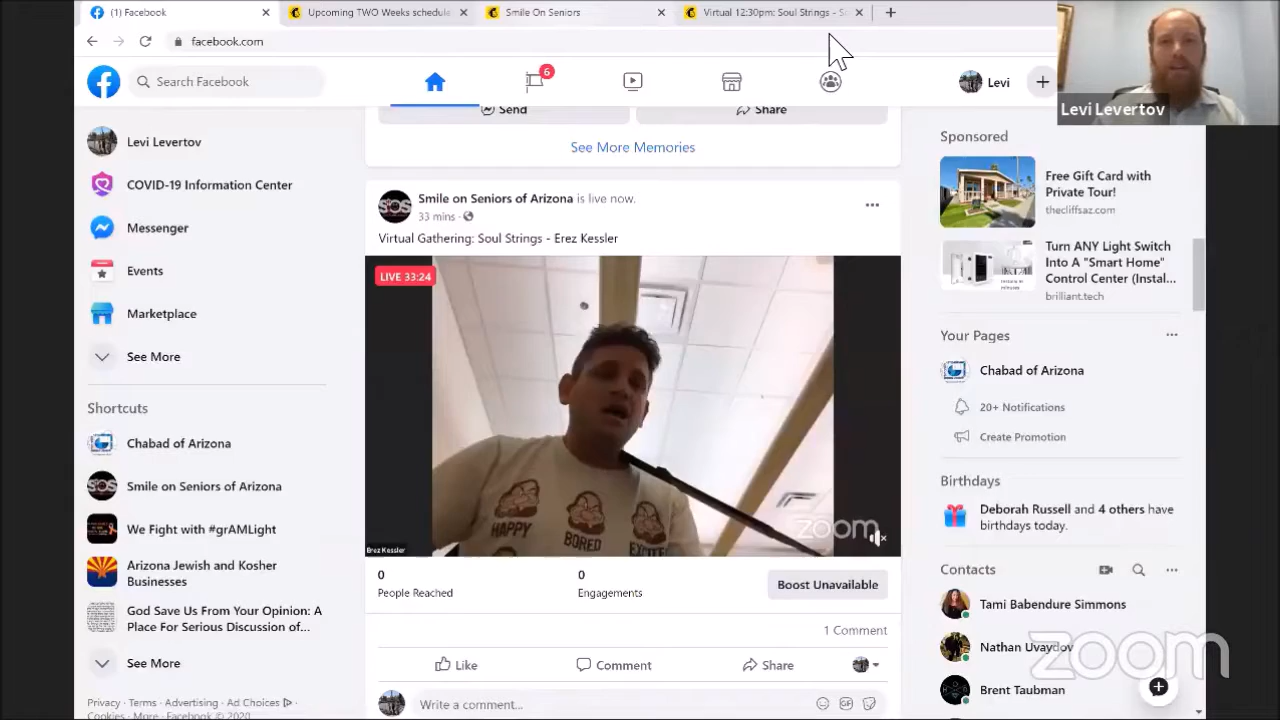 (1) Facebook
Upcoming TWO Weeks schedule
Smile On Seniors
Virtual 12:30pm: Soul Strings - S
facebook.com
Search Facebook
6
Levi
Levi Levertov
Levi Levertov
COVID-19 Information Center
Messenger
Events
Marketplace
See More
Shortcuts
Chabad of Arizona
Smile on Seniors of Arizona
We Fight with #grAMLight
Arizona Jewish and Kosher
Businesses
God Save Us From Your Opinion: A
Place For Serious Discussion of...
See More
Privacy · Terms · Advertising · Ad Choices
Cookies · More · Facebook © 2020
Send
Share
See More Memories
Smile on Seniors of Arizona is live now.
33 mins ·
Virtual Gathering: Soul Strings - Erez Kessler
LIVE 33:24
HAPPY
BORED
EXCITED
zoom
Erez Kessler
0
People Reached
0
Engagements
Boost Unavailable
1 Comment
Like
Comment
Share
Write a comment...
Sponsored
Free Gift Card with
Private Tour!
thecliffsaz.com
Turn ANY Light Switch
Into A "Smart Home"
Control Center (Instal...
brilliant.tech
Your Pages
Chabad of Arizona
20+ Notifications
Create Promotion
Birthdays
Deborah Russell and 4 others have
birthdays today.
Contacts
Tami Babendure Simmons
Nathan Uvaydov
Brent Taubman
zoom